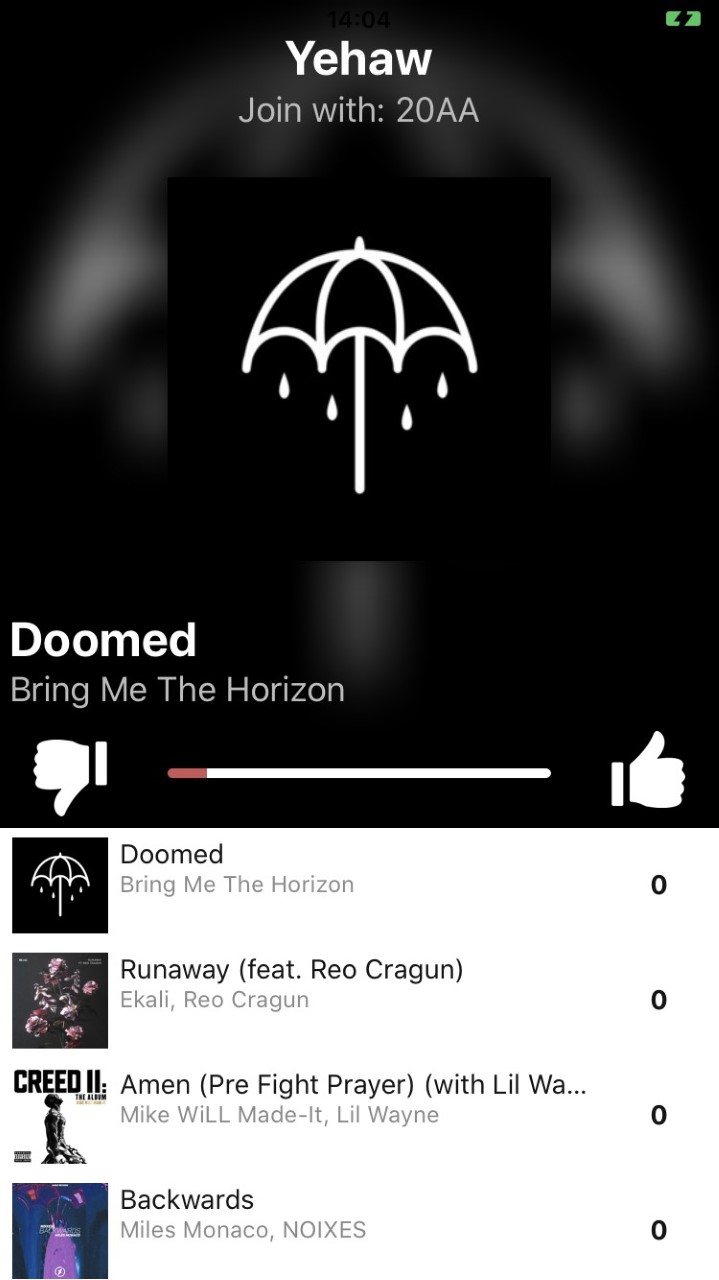 14:04
Yehaw
Join with: 20AA
Doomed
Bring Me The Horizon
Doomed
Bring Me The Horizon
0
Runaway (feat. Reo Cragun)
Ekali, Reo Cragun
0
CREED II:
THE ALBUM
Amen (Pre Fight Prayer) (with Lil Wa...
Mike WiLL Made-It, Lil Wayne
0
BACKWARDS
Backwards
Miles Monaco, NOIXES
0